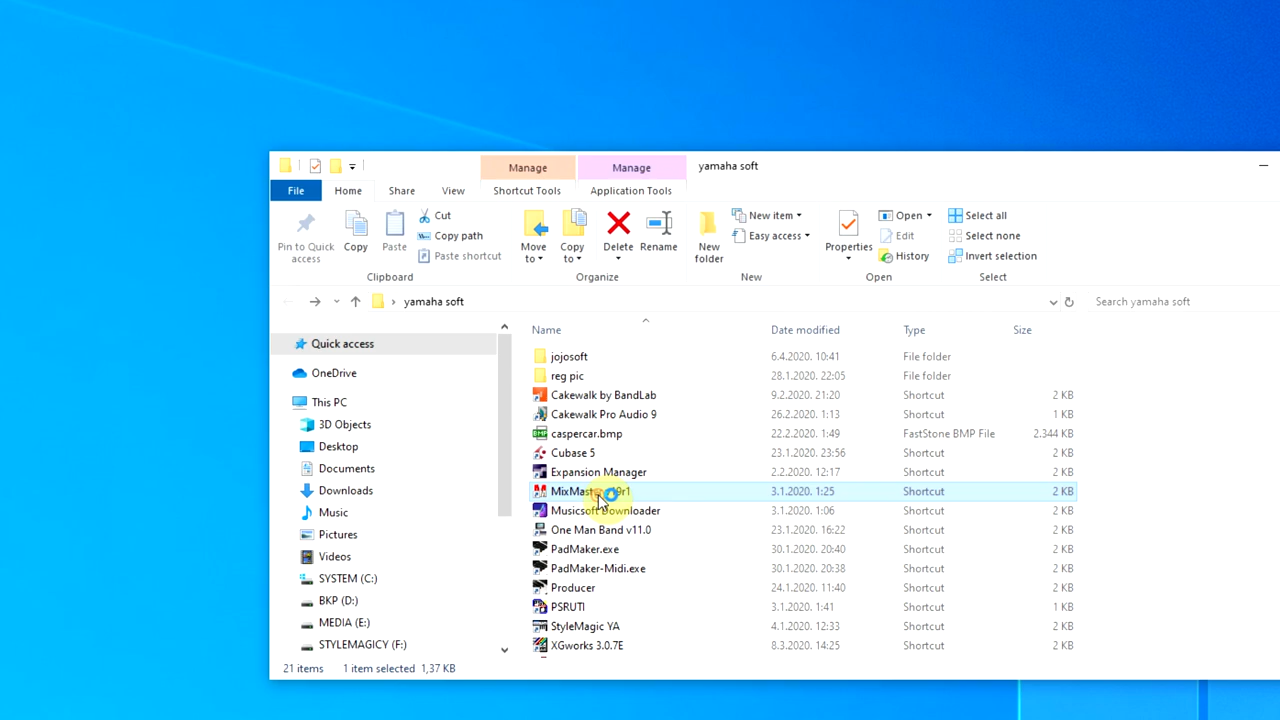 Manage Manage yamaha soft
File Home Share View Shortcut Tools Application Tools
Pin to Quick access
Copy
Paste
Cut
Copy path
Paste shortcut
Clipboard
Move to
Copy to
Delete
Rename
Organize
New folder
New item
Easy access
New
Properties
Open
Edit
History
Open
Select all
Select none
Invert selection
Select
yamaha soft
Search yamaha soft
Quick access
OneDrive
This PC
3D Objects
Desktop
Documents
Downloads
Music
Pictures
Videos
SYSTEM (C:)
BKP (D:)
MEDIA (E:)
STYLEMAGICY (F:)
Name Date modified Type Size
jojosoft 6.4.2020. 10:41 File folder
reg pic 28.1.2020. 22:05 File folder
Cakewalk by BandLab 9.2.2020. 21:20 Shortcut 2 KB
Cakewalk Pro Audio 9 26.2.2020. 1:13 Shortcut 1 KB
caspercar.bmp 22.2.2020. 1:49 FastStone BMP File 2.344 KB
Cubase 5 23.1.2020. 23:56 Shortcut 2 KB
Expansion Manager 2.2.2020. 12:17 Shortcut 2 KB
3.1.2020. 1:25 Shortcut 2 KB
Musicsoft Downloader 3.1.2020. 1:06 Shortcut 2 KB
One Man Band v11.0 23.1.2020. 16:22 Shortcut 2 KB
PadMaker.exe 30.1.2020. 20:40 Shortcut 2 KB
PadMaker-Midi.exe 30.1.2020. 20:38 Shortcut 2 KB
Producer 24.1.2020. 11:40 Shortcut 2 KB
PSRUTI 3.1.2020. 1:41 Shortcut 1 KB
StyleMagic YA 4.1.2020. 12:33 Shortcut 2 KB
XGworks 3.0.7E 8.3.2020. 14:25 Shortcut 2 KB
21 items 1 item selected 1,37 KB